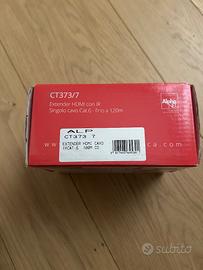 CT373/7
Extender HDMI con IR
Singolo cavo Cat.6 - Fino a 120m
Alpha
ALP
CT373 7
EXTENDER HDMI CAVO
subito